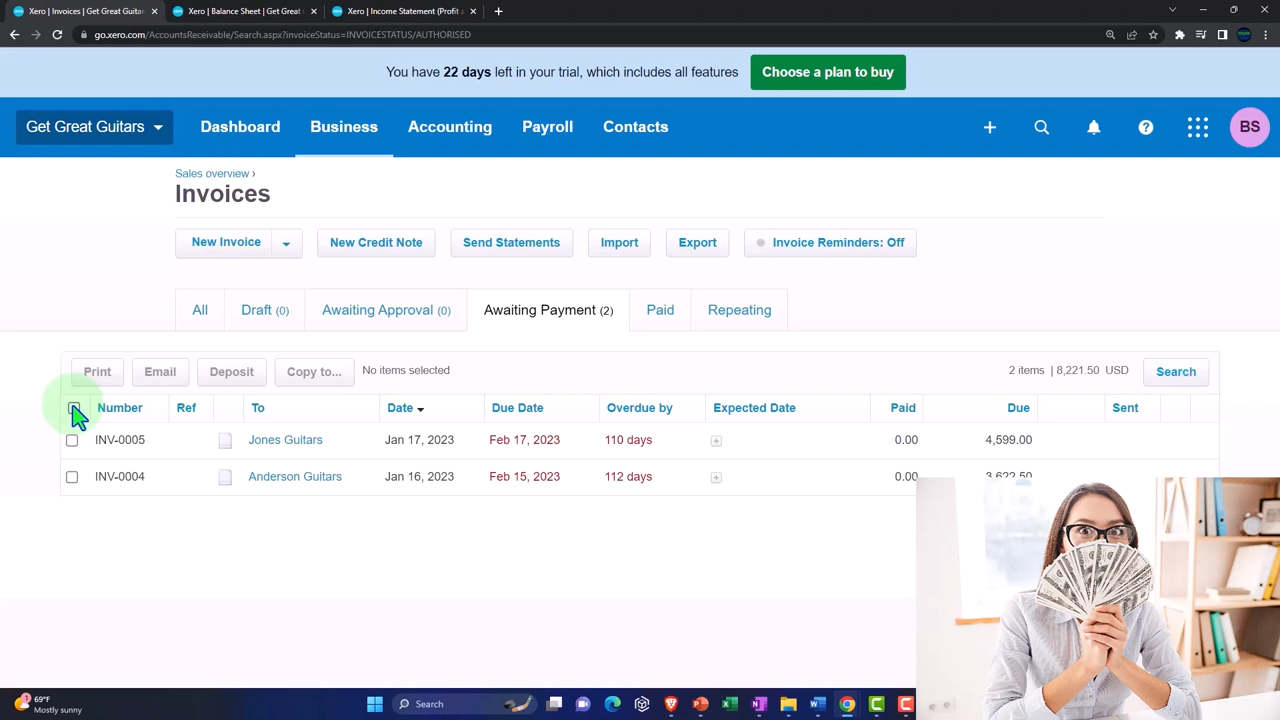 Xero | Invoices | Get Great Guitars
Xero | Balance Sheet | Get Great
Xero | Income Statement (Profit a
go.xero.com/AccountsReceivable/Search.aspx?invoiceStatus=INVOICESTATUS/AUTHORISED
You have 22 days left in your trial, which includes all features
Choose a plan to buy
Get Great Guitars Dashboard Business Accounting Payroll Contacts BS
Sales overview ›
Invoices
New Invoice New Credit Note Send Statements Import Export Invoice Reminders: Off
All Draft (0) Awaiting Approval (0) Awaiting Payment (2) Paid Repeating
Print Email Deposit Copy to... No items selected 2 items | 8,221.50 USD Search
Number Ref To Date Due Date Overdue by Expected Date Paid Due Sent
INV-0005 Jones Guitars Jan 17, 2023 Feb 17, 2023 110 days 0.00 4,599.00
INV-0004 Anderson Guitars Jan 16, 2023 Feb 15, 2023 112 days 0.00 3,622.50
69°F
Mostly sunny
Search